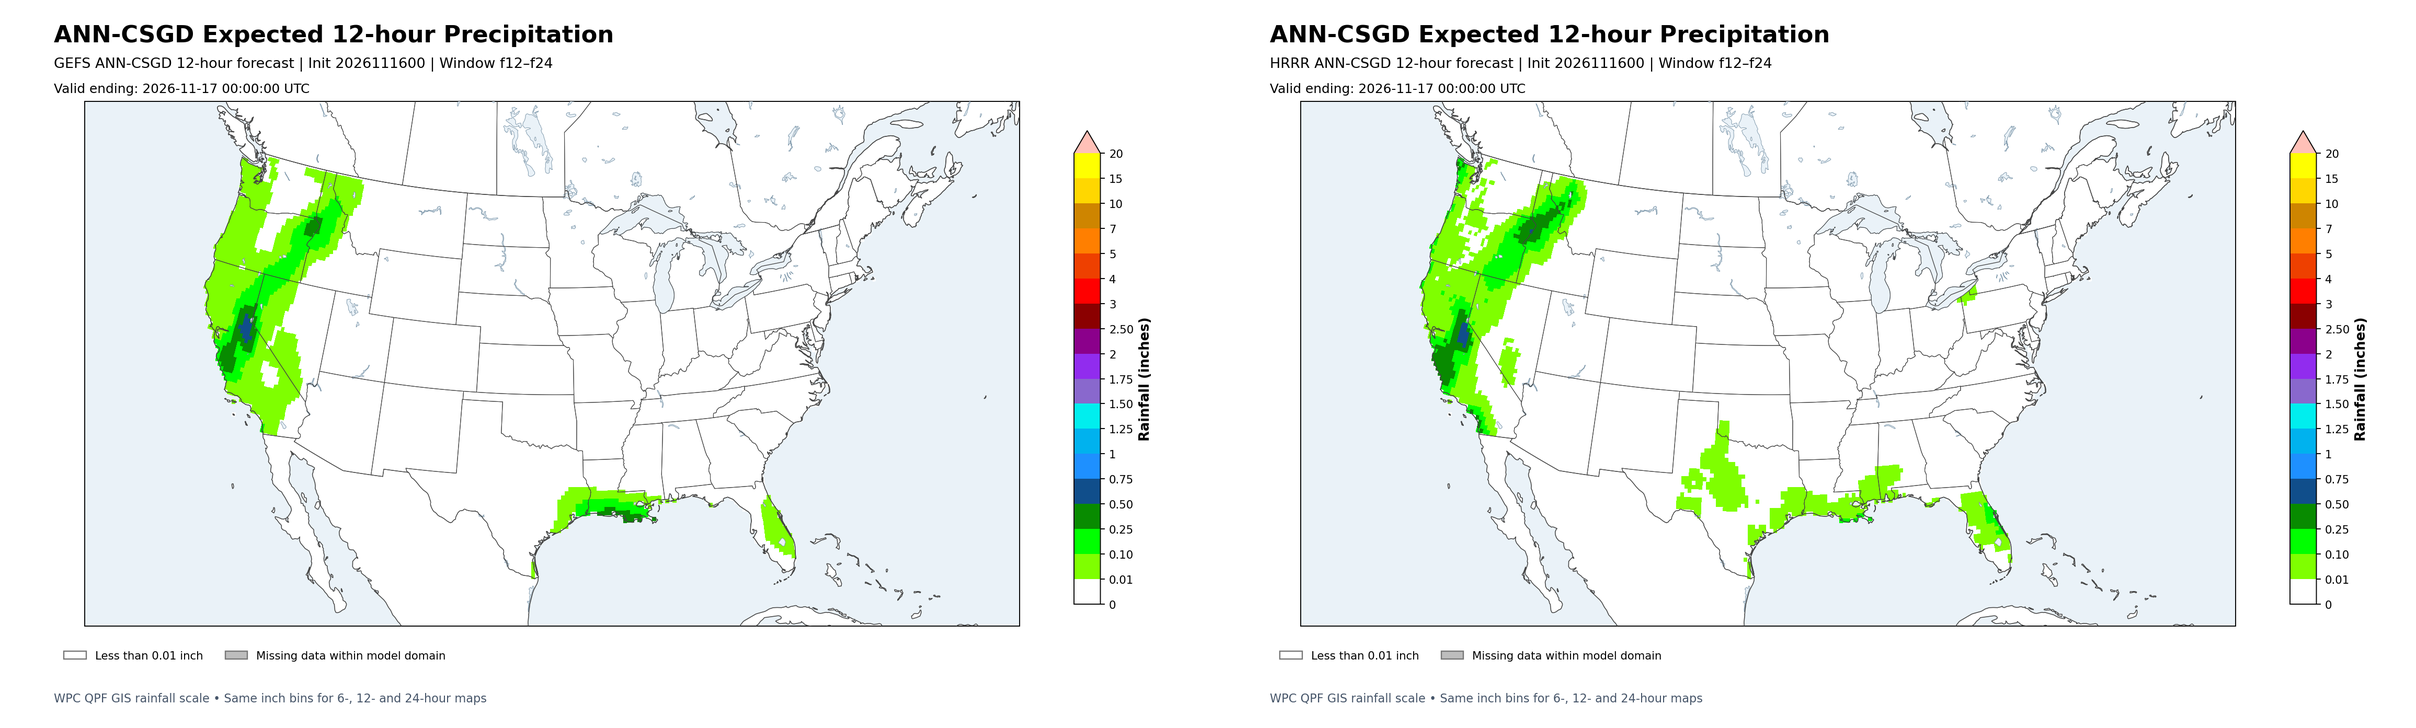 ANN-CSGD Expected 12-hour Precipitation
GEFS ANN-CSGD 12-hour forecast | Init 2026111600 | Window f12–f24
Valid ending: 2026-11-17 00:00:00 UTC
20
15
10
7
5
4
3
2.50
2
1.75
1.50
1.25
1
0.75
0.50
0.25
0.10
0.01
0
Rainfall (inches)
Less than 0.01 inch
Missing data within model domain
WPC QPF GIS rainfall scale • Same inch bins for 6-, 12- and 24-hour maps
ANN-CSGD Expected 12-hour Precipitation
HRRR ANN-CSGD 12-hour forecast | Init 2026111600 | Window f12–f24
Valid ending: 2026-11-17 00:00:00 UTC
20
15
10
7
5
4
3
2.50
2
1.75
1.50
1.25
1
0.75
0.50
0.25
0.10
0.01
0
Rainfall (inches)
Less than 0.01 inch
Missing data within model domain
WPC QPF GIS rainfall scale • Same inch bins for 6-, 12- and 24-hour maps